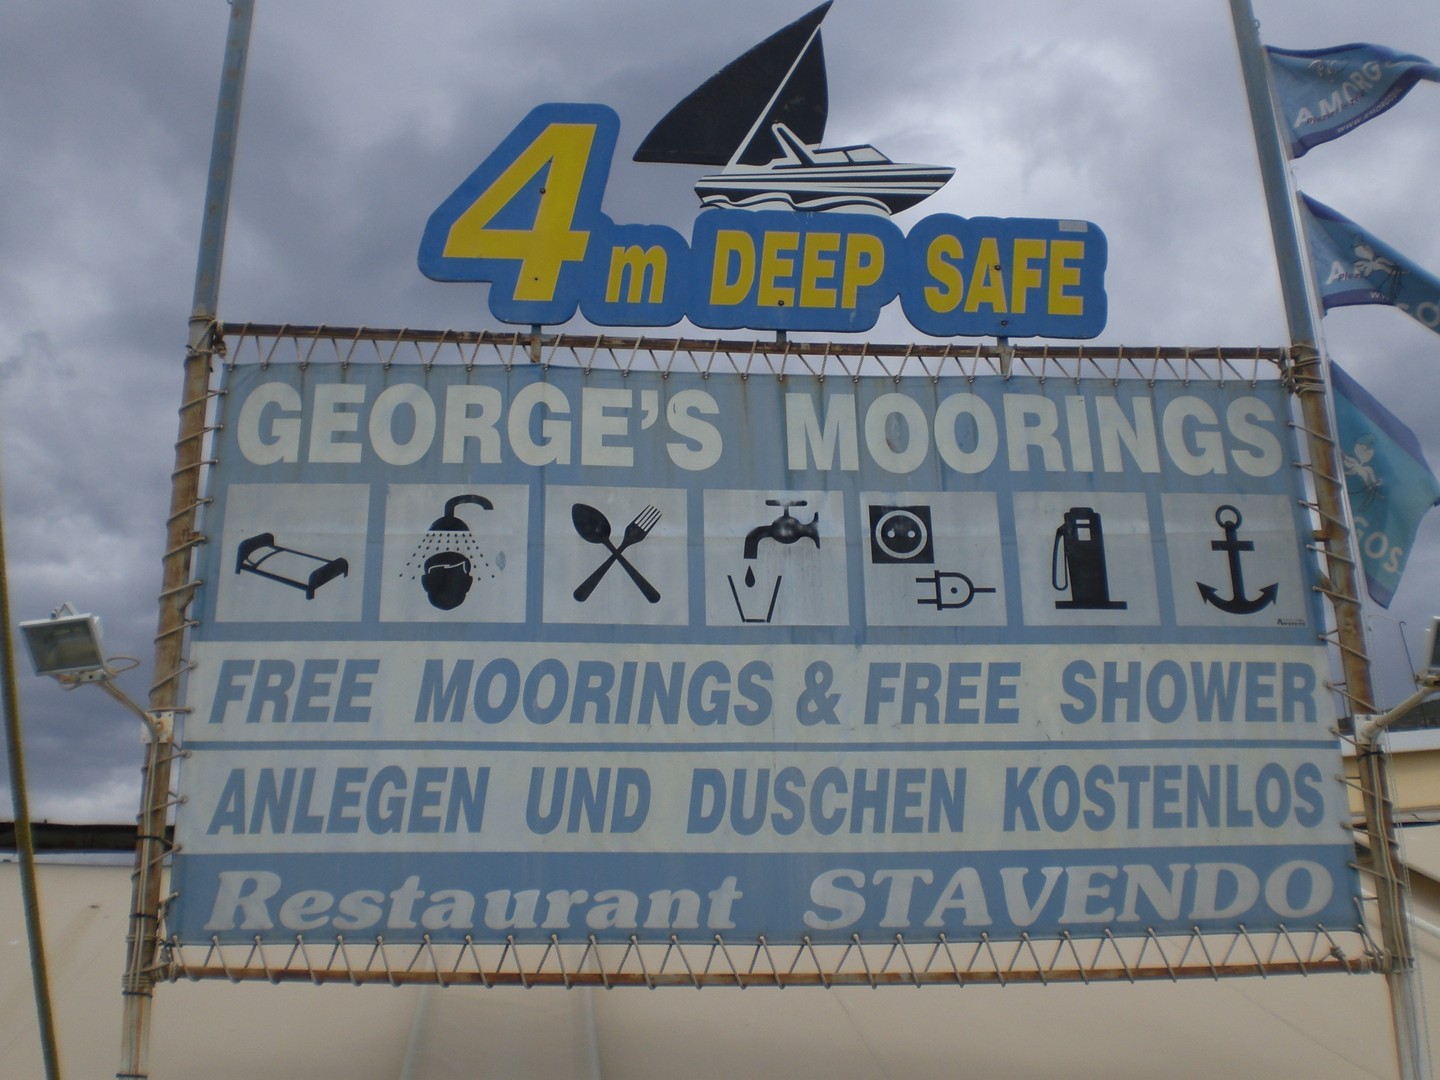 4m DEEP SAFE
GEORGE'S MOORINGS
FREE MOORINGS & FREE SHOWER
ANLEGEN UND DUSCHEN KOSTENLOS
Restaurant STAVENDO